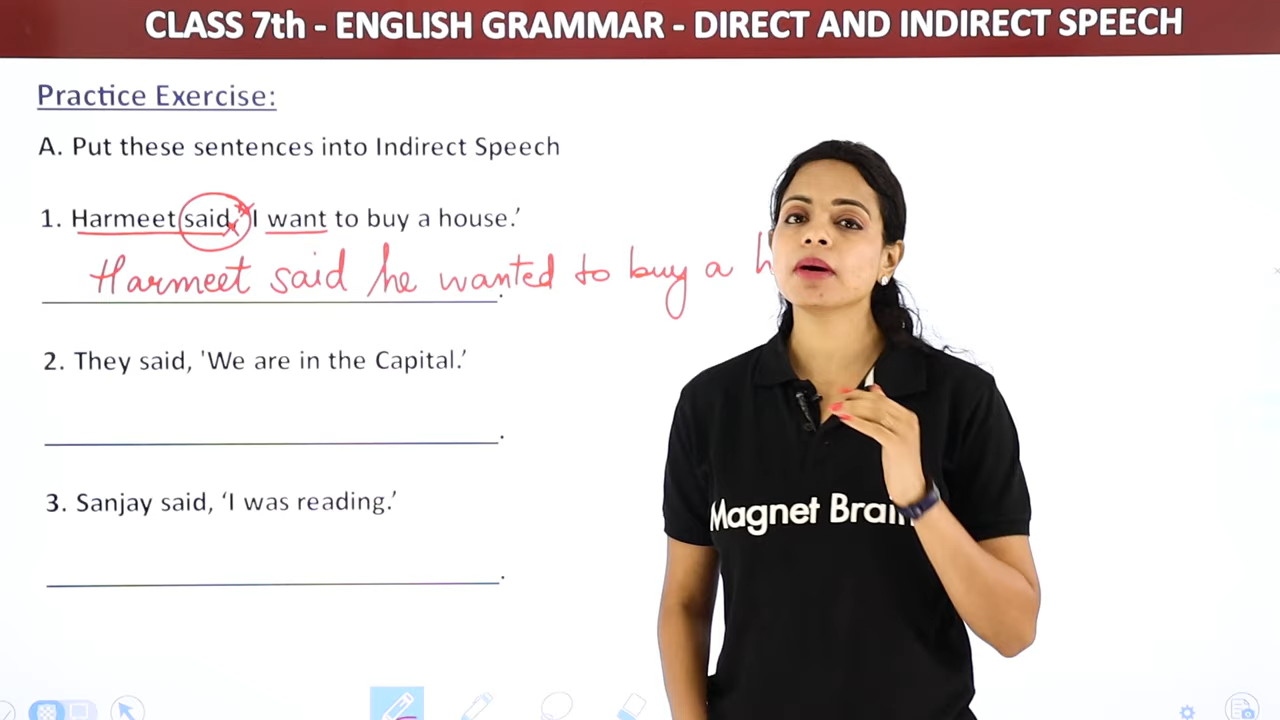 CLASS 7th - ENGLISH GRAMMAR - DIRECT AND INDIRECT SPEECH
Practice Exercise:
A. Put these sentences into Indirect Speech
1. Harmeet said, 'I want to buy a house.’
Harmeet said he wanted to buy a
2. They said, 'We are in the Capital.’
.
3. Sanjay said, ‘I was reading.’
.
Magnet Brain